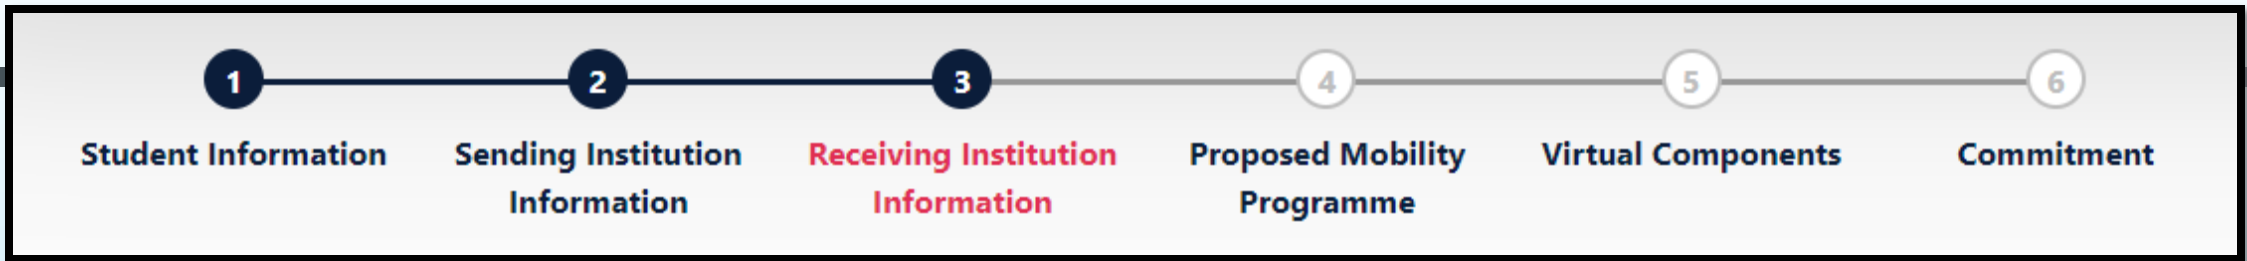 1 2 3 4 5 6
Student Information
Sending Institution
Information
Receiving Institution
Information
Proposed Mobility
Programme
Virtual Components
Commitment